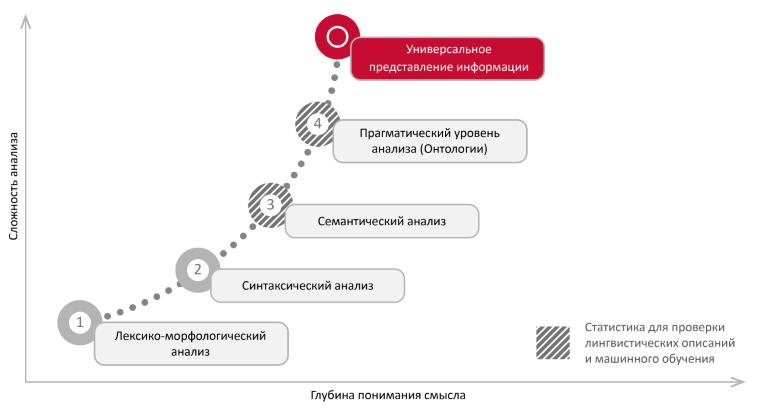 Сложность анализа
Универсальное
представление информации
4
Прагматический уровень
анализа (Онтологии)
3
Семантический анализ
2
Синтаксический анализ
1
Лексико-морфологический
анализ
Статистика для проверки
лингвистических описаний
и машинного обучения
Глубина понимания смысла